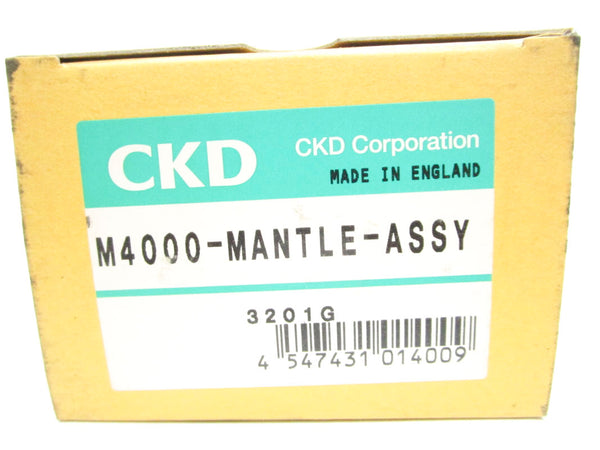 CKD
CKD Corporation
MADE IN ENGLAND
M4000-MANTLE-ASSY
3201G
4 547431 014009